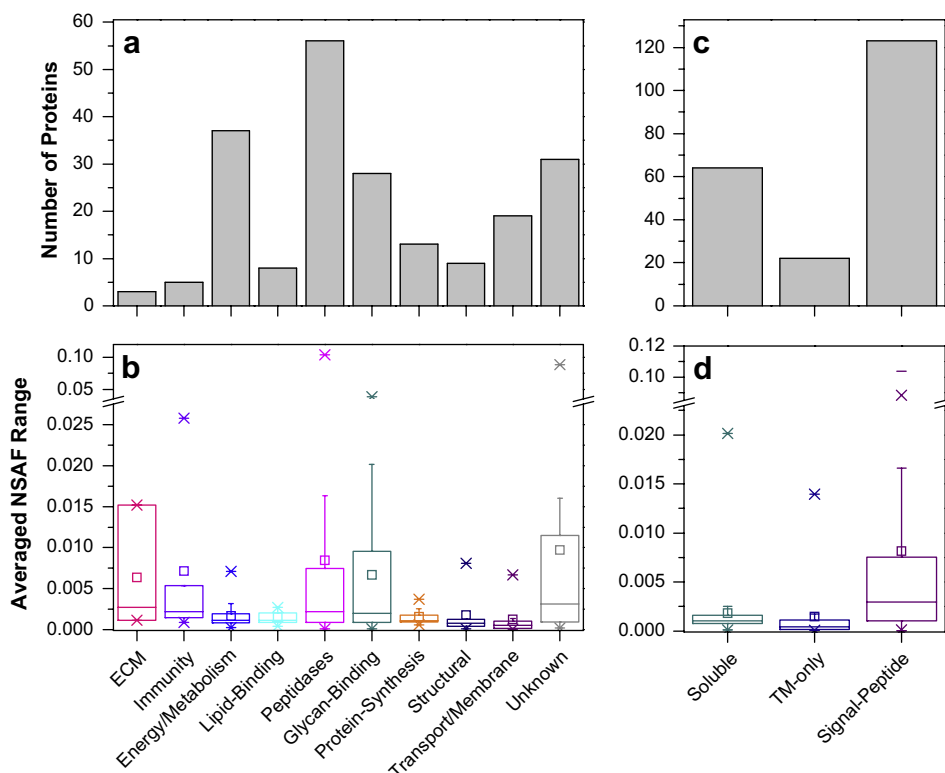 a
c
Number of Proteins
60
50
40
30
20
10
0
120
100
80
60
40
20
0
b
d
Averaged NSAF Range
0.10
0.05
0.025
0.020
0.015
0.010
0.005
0.000
0.12
0.10
0.020
0.015
0.010
0.005
0.000
ECM
Immunity
Energy/Metabolism
Lipid-Binding
Peptidases
Glycan-Binding
Protein-Synthesis
Structural
Transport/Membrane
Unknown
Soluble
TM-only
Signal-Peptide